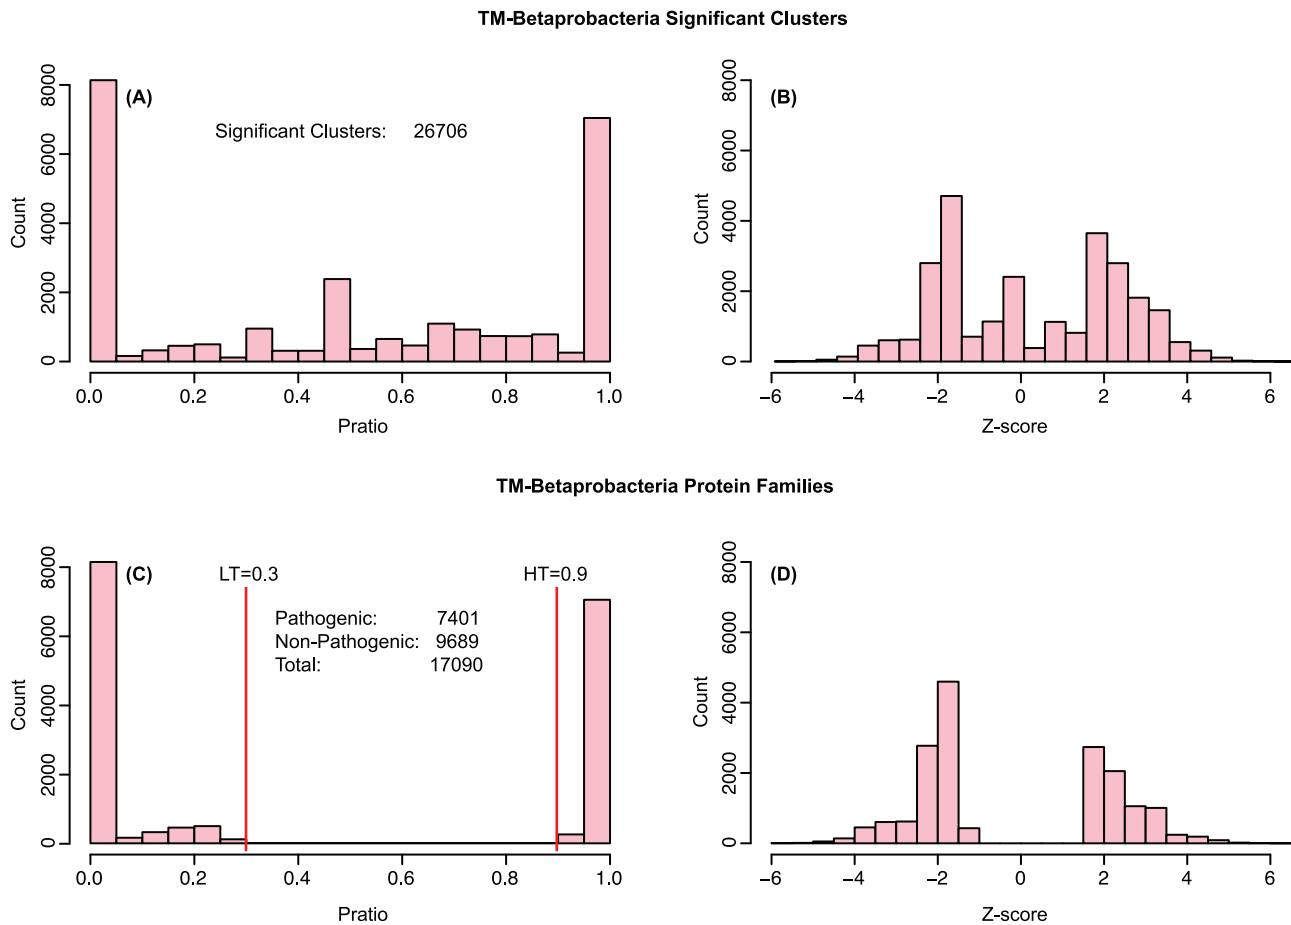 TM-Betaprobacteria Significant Clusters
(A)
Significant Clusters: 26706
Count
0
2000
4000
6000
8000
0.0 0.2 0.4 0.6 0.8 1.0
Pratio
(B)
Count
0
2000
4000
6000
8000
−6 −4 −2 0 2 4 6
Z-score
TM-Betaprobacteria Protein Families
(C)
LT=0.3
HT=0.9
Pathogenic: 7401
Non-Pathogenic: 9689
Total: 17090
Count
0
2000
4000
6000
8000
0.0 0.2 0.4 0.6 0.8 1.0
Pratio
(D)
Count
0
2000
4000
6000
8000
−6 −4 −2 0 2 4 6
Z-score